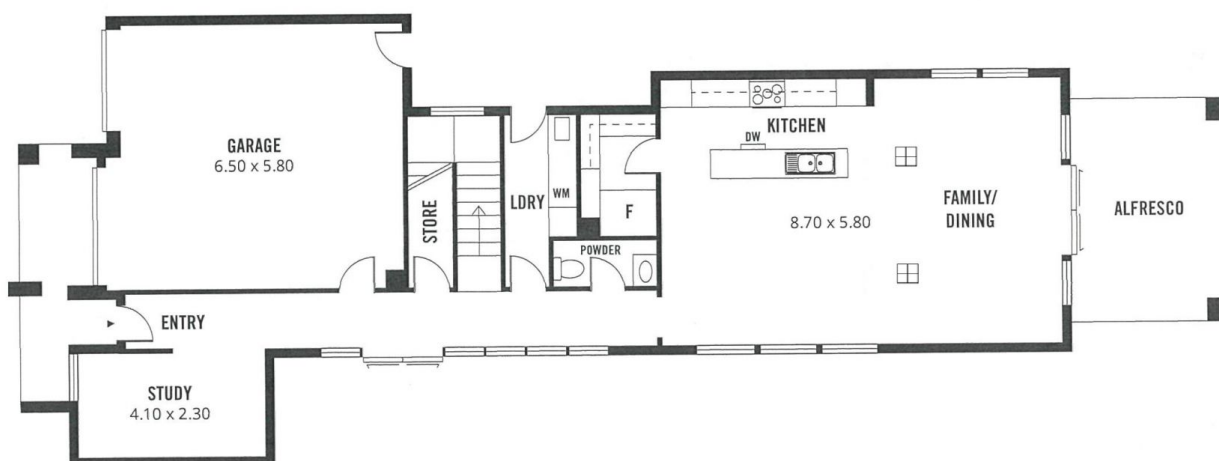 GARAGE
6.50 x 5.80
STORE
LDRY
WM
F
POWDER
KITCHEN
DW
8.70 x 5.80
FAMILY/
DINING
ALFRESCO
ENTRY
STUDY
4.10 x 2.30